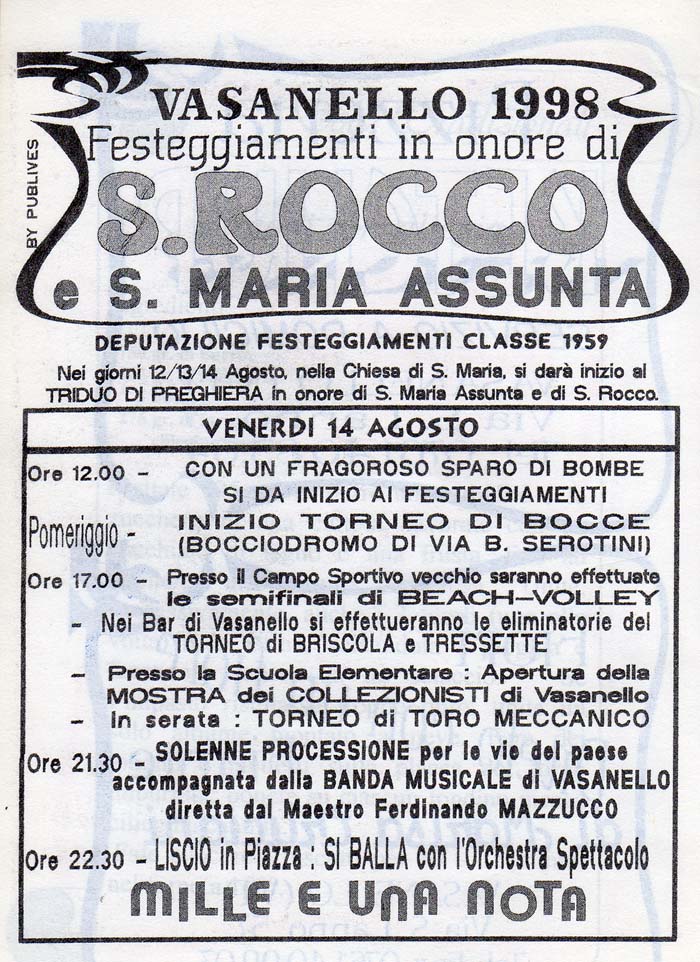 VASANELLO 1998
Festeggiamenti in onore di
S.ROCCO
e S. MARIA ASSUNTA
BY PUBLIVES
DEPUTAZIONE FESTEGGIAMENTI CLASSE 1959
Nei giorni 12/13/14 Agosto, nella Chiesa di S. Maria, si darà inizio al
TRIDUO DI PREGHIERA in onore di S. Maria Assunta e di S. Rocco.
VENERDI 14 AGOSTO
Ore 12.00 - CON UN FRAGOROSO SPARO DI BOMBE
SI DA INIZIO AI FESTEGGIAMENTI
Pomeriggio - INIZIO TORNEO DI BOCCE
(BOCCIODROMO DI VIA B. SEROTINI)
Ore 17.00 - Presso il Campo Sportivo vecchio saranno effettuate
le semifinali di BEACH-VOLLEY
- Nei Bar di Vasanello si effettueranno le eliminatorie del
TORNEO di BRISCOLA e TRESSETTE
- Presso la Scuola Elementare : Apertura della
MOSTRA dei COLLEZIONISTI di Vasanello
- In serata : TORNEO di TORO MECCANICO
Ore 21.30 - SOLENNE PROCESSIONE per le vie del paese
accompagnata dalla BANDA MUSICALE di VASANELLO
diretta dal Maestro Ferdinando MAZZUCCO
Ore 22.30 - LISCIO in Piazza : SI BALLA con l'Orchestra Spettacolo
MILLE E UNA NOTA